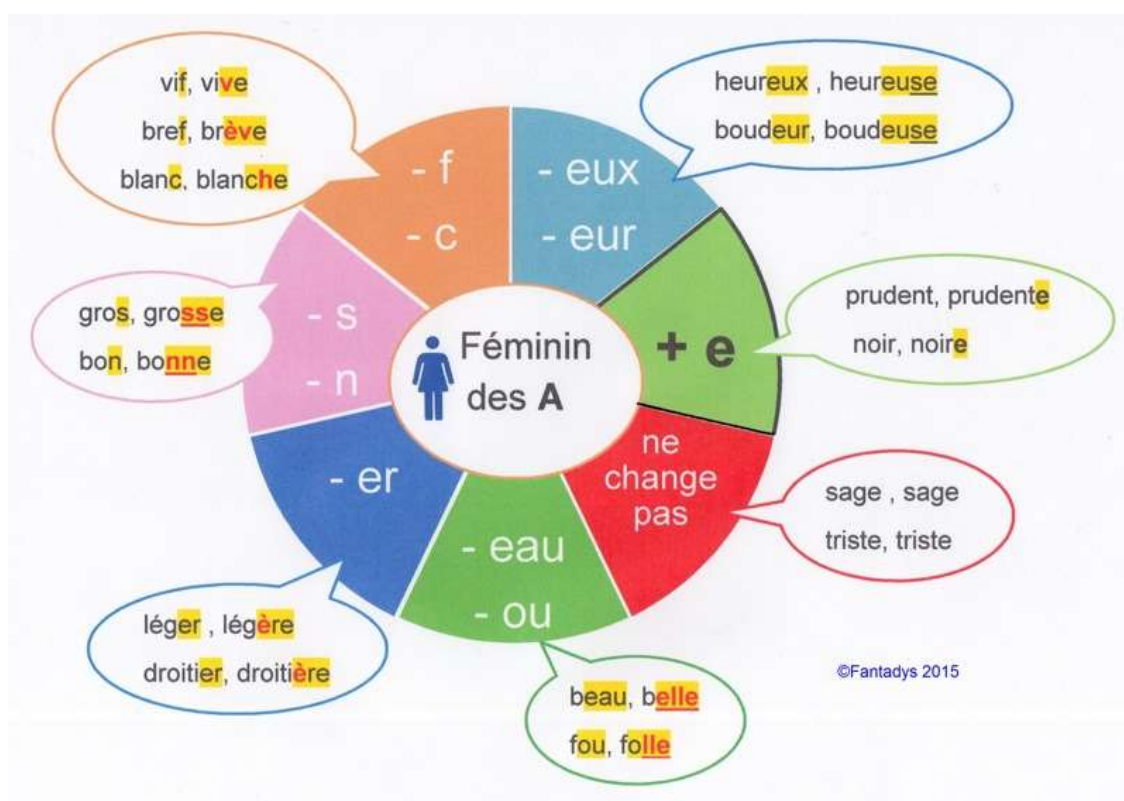 vif, vive
bref, brève
blanc, blanche
- f
- c
- eux
- eur
heureux , heureuse
boudeur, boudeuse
+ e
prudent, prudente
noir, noire
ne
change
pas
sage , sage
triste, triste
- eau
- ou
beau, belle
fou, folle
- er
léger , légère
droitier, droitière
- s
- n
gros, grosse
bon, bonne
Féminin
des A
©Fantadys 2015